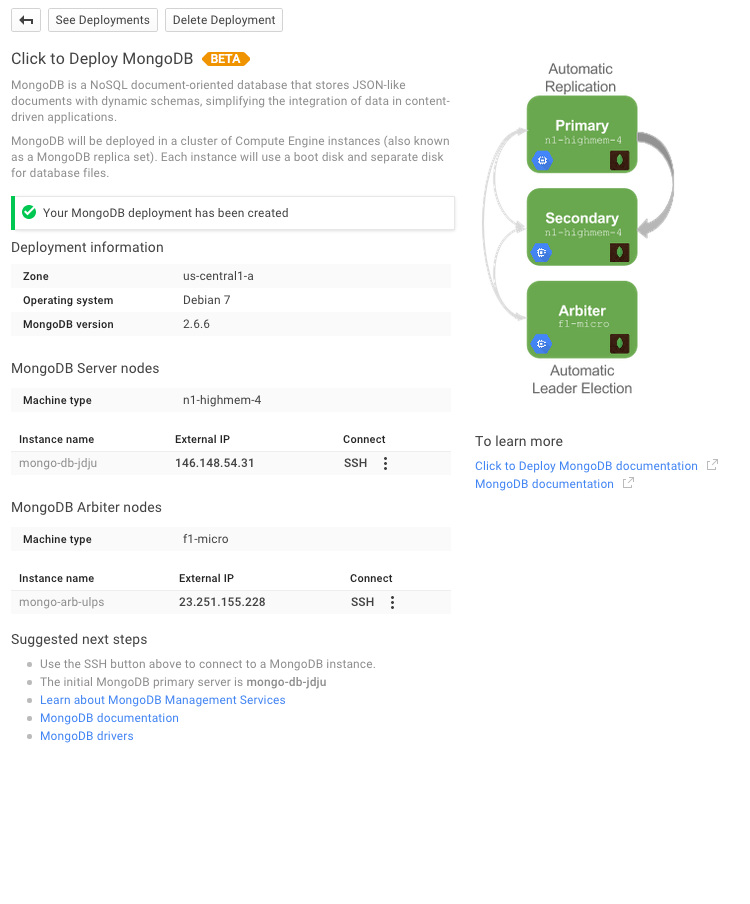 See Deployments
Delete Deployment
Click to Deploy MongoDB BETA
MongoDB is a NoSQL document-oriented database that stores JSON-like
documents with dynamic schemas, simplifying the integration of data in content-
driven applications.
MongoDB will be deployed in a cluster of Compute Engine instances (also known
as a MongoDB replica set). Each instance will use a boot disk and separate disk
for database files.
Your MongoDB deployment has been created
Deployment information
Zone us-central1-a
Operating system Debian 7
MongoDB version 2.6.6
MongoDB Server nodes
Machine type n1-highmem-4
Instance name External IP Connect
mongo-db-jdju 146.148.54.31 SSH
MongoDB Arbiter nodes
Machine type f1-micro
Instance name External IP Connect
mongo-arb-ulps 23.251.155.228 SSH
Suggested next steps
Use the SSH button above to connect to a MongoDB instance.
The initial MongoDB primary server is mongo-db-jdju
Learn about MongoDB Management Services
MongoDB documentation
MongoDB drivers
Automatic
Replication
Primary
n1-highmem-4
Secondary
n1-highmem-4
Arbiter
f1-micro
Automatic
Leader Election
To learn more
Click to Deploy MongoDB documentation
MongoDB documentation